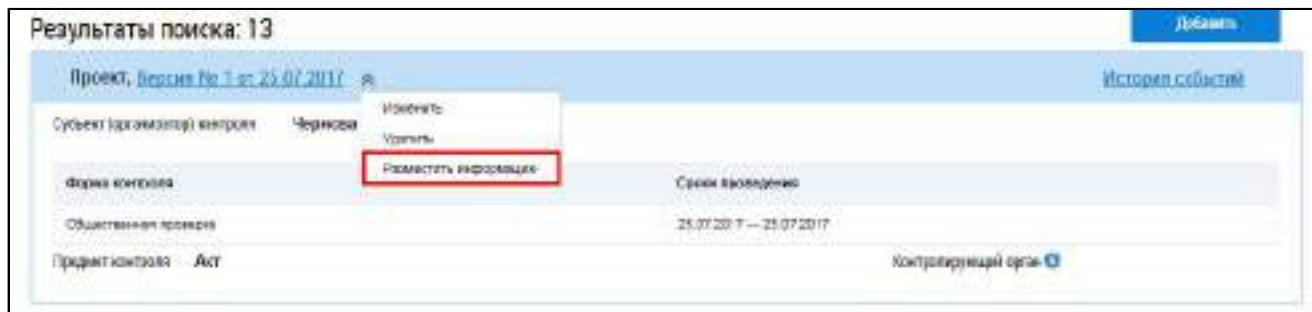 Результаты поиска: 13
Добавить
Проект, Версия № 1 от 25.07.2017
История событий
Изменить
Субъект (организатор) контроля Чернова
Удалить
Разместить информацию
Форма контроля Сроки проведения
Общественная проверка 25.07.2017 — 25.07.2017
Предмет контроля Акт Контролирующий орган